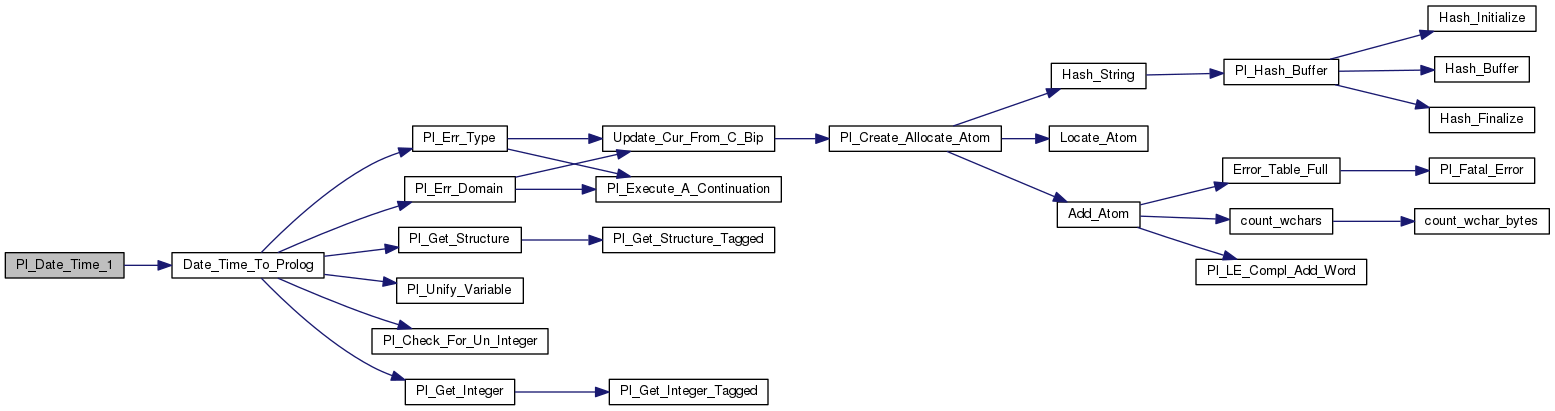 Pl_Date_Time_1
Date_Time_To_Prolog
Pl_Err_Type
Pl_Err_Domain
Pl_Get_Structure
Pl_Unify_Variable
Pl_Check_For_Un_Integer
Pl_Get_Integer
Update_Cur_From_C_Bip
Pl_Execute_A_Continuation
Pl_Get_Structure_Tagged
Pl_Get_Integer_Tagged
Pl_Create_Allocate_Atom
Hash_String
Locate_Atom
Add_Atom
Pl_Hash_Buffer
Error_Table_Full
count_wchars
Pl_LE_Compl_Add_Word
Hash_Initialize
Hash_Buffer
Hash_Finalize
Pl_Fatal_Error
count_wchar_bytes